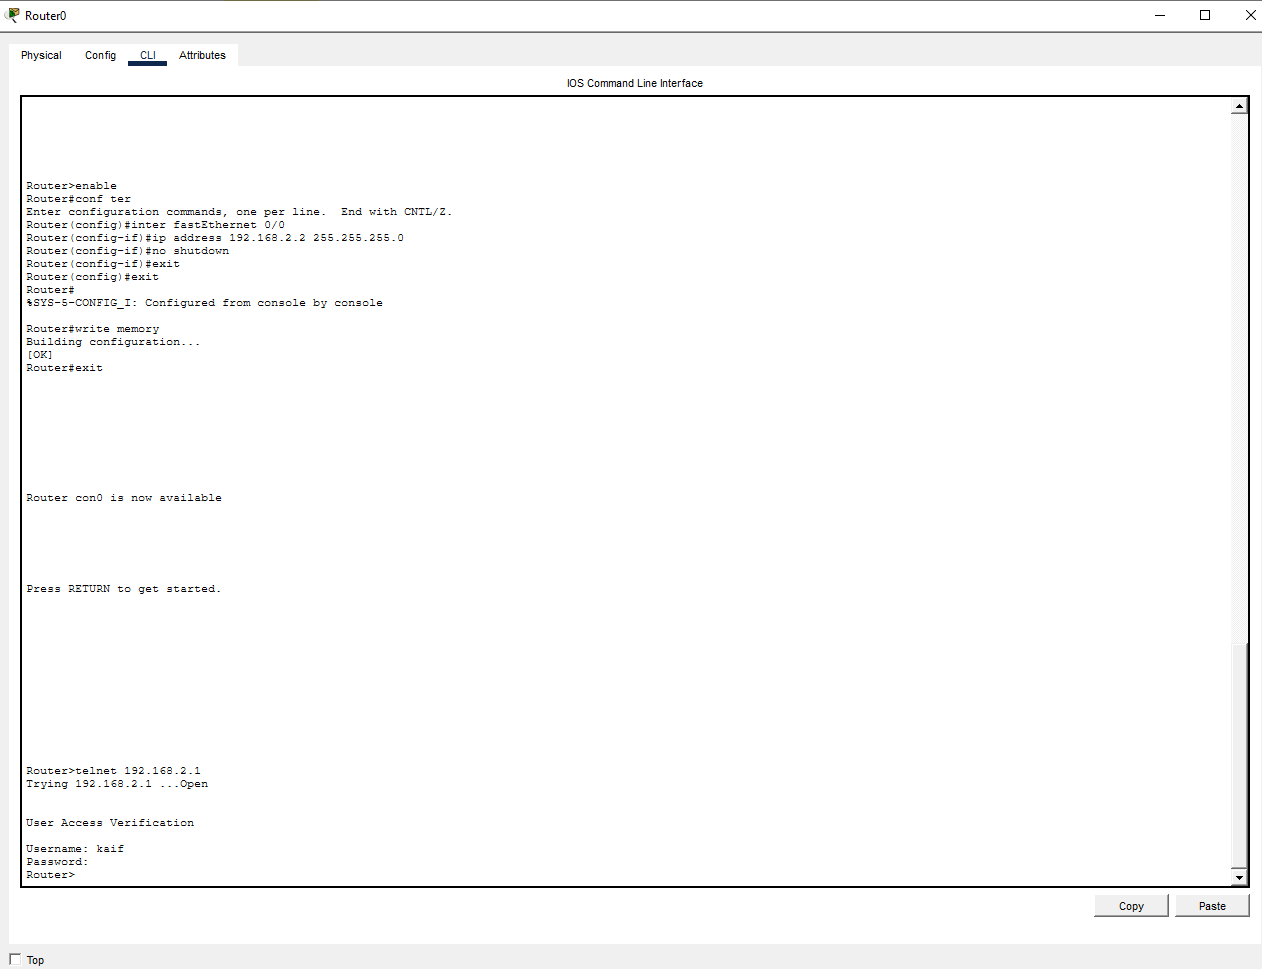 Router0
Physical Config CLI Attributes
IOS Command Line Interface
Router>enable
Router#conf ter
Enter configuration commands, one per line.  End with CNTL/Z.
Router(config)#inter fastEthernet 0/0
Router(config-if)#ip address 192.168.2.2 255.255.255.0
Router(config-if)#no shutdown
Router(config-if)#exit
Router(config)#exit
Router#
%SYS-5-CONFIG_I: Configured from console by console
Router#write memory
Building configuration...
[OK]
Router#exit
Router con0 is now available
Press RETURN to get started.
Router>telnet 192.168.2.1
Trying 192.168.2.1 ...Open
User Access Verification
Username: kaif
Password:
Router>
Copy Paste
Top